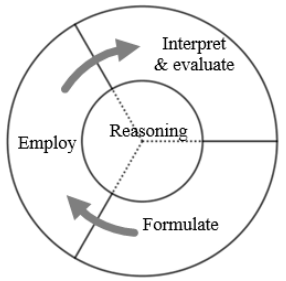 Interpret
& evaluate
Reasoning
Employ
Formulate